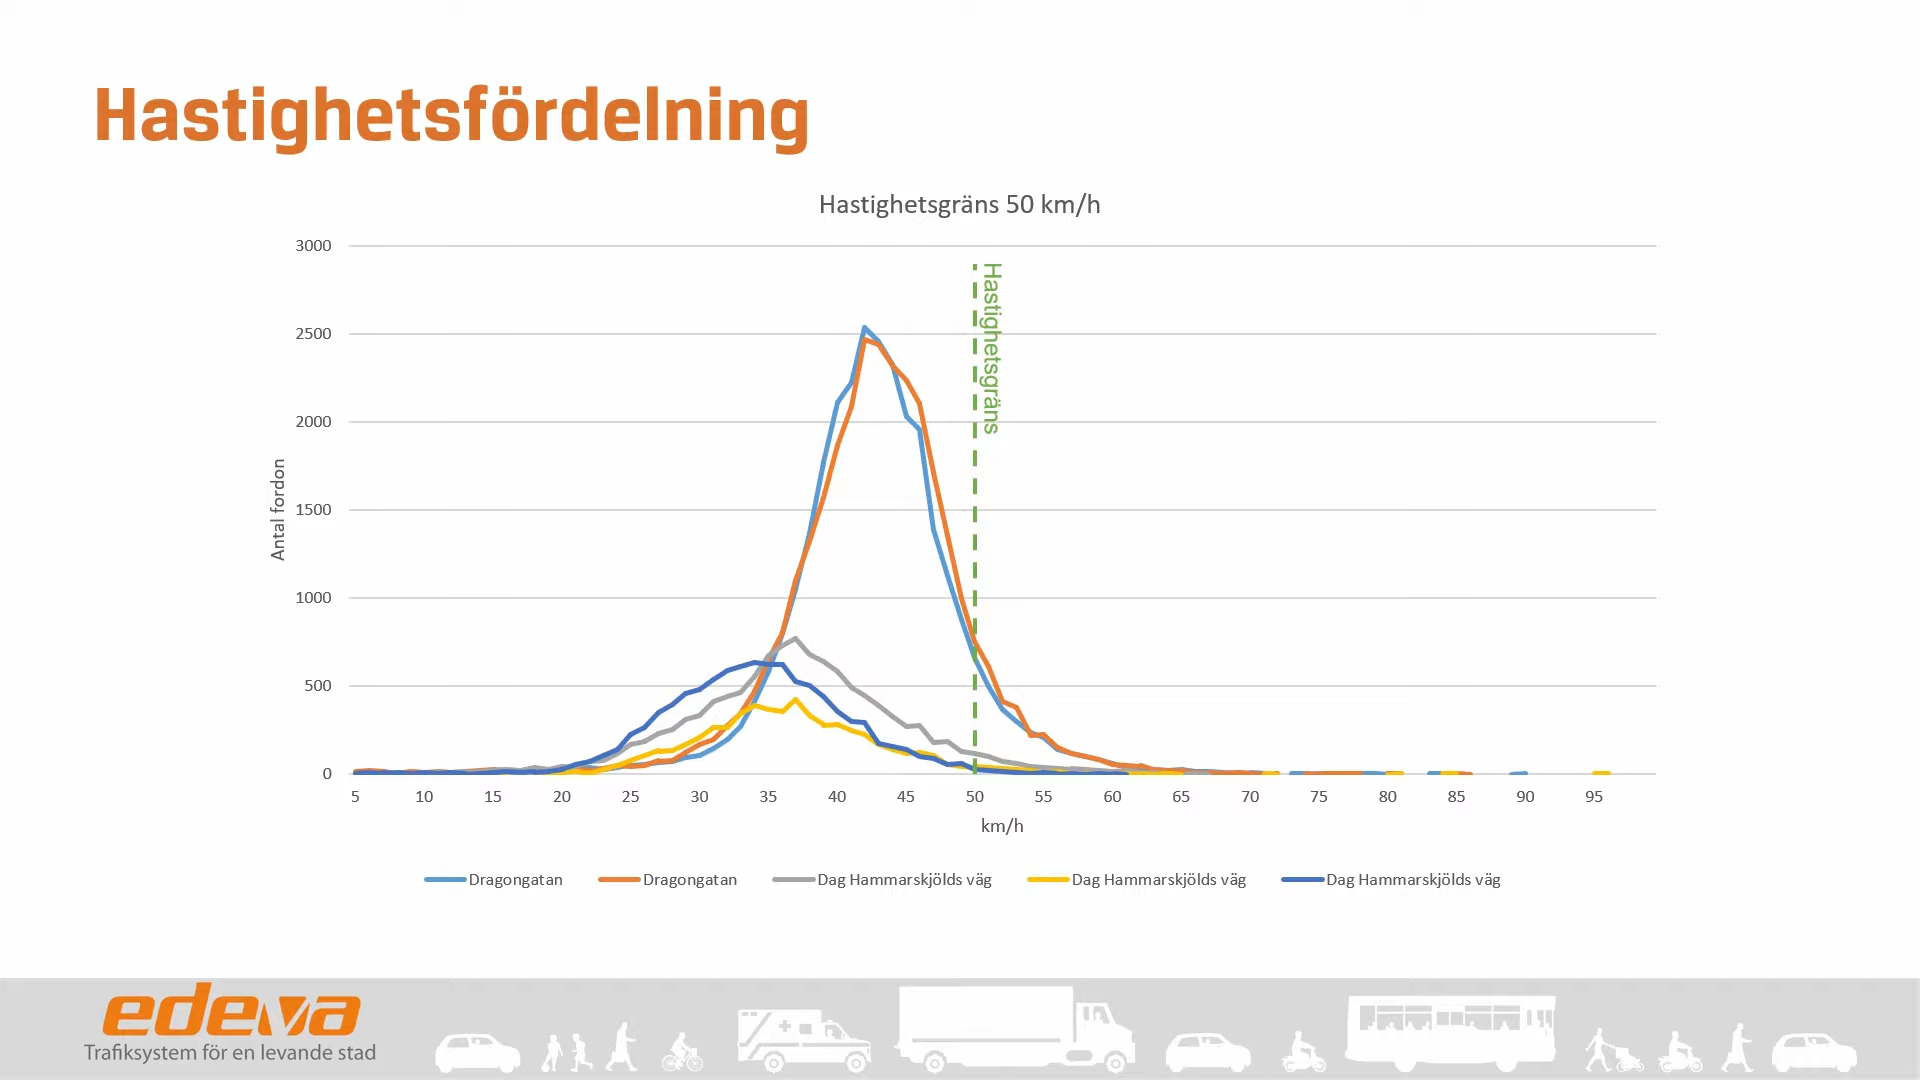 Hastighetsfördelning
Hastighetsgräns 50 km/h
3000
2500
2000
1500
1000
500
0
Antal fordon
Hastighetsgräns
5 10 15 20 25 30 35 40 45 50 55 60 65 70 75 80 85 90 95
km/h
Dragongatan Dragongatan Dag Hammarskjölds väg Dag Hammarskjölds väg Dag Hammarskjölds väg
edeva
Trafiksystem för en levande stad